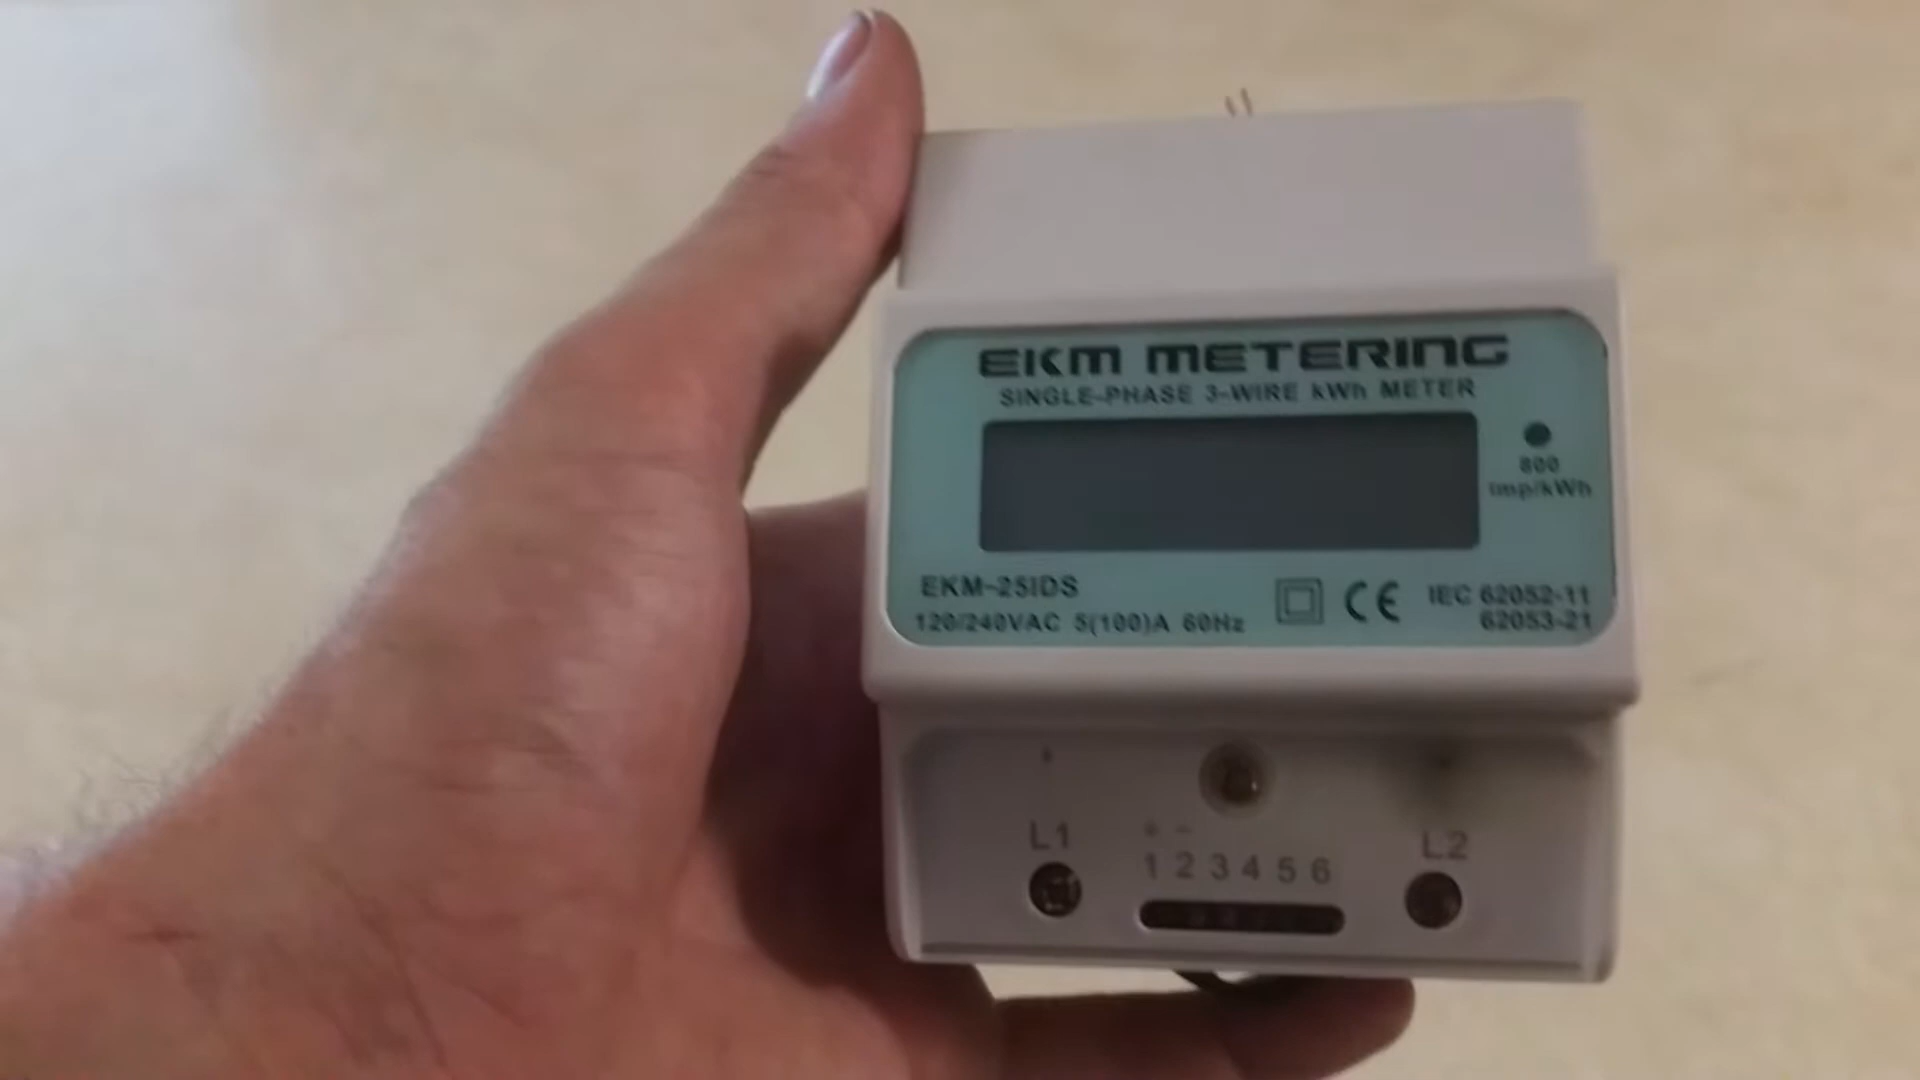 EKM METERING
SINGLE-PHASE 3-WIRE kWh METER
800
imp/kWh
EKM-25IDS
120/240VAC 5(100)A 60Hz
CE
IEC 62052-11
62053-21
L1
+ -
1 2 3 4 5 6
L2